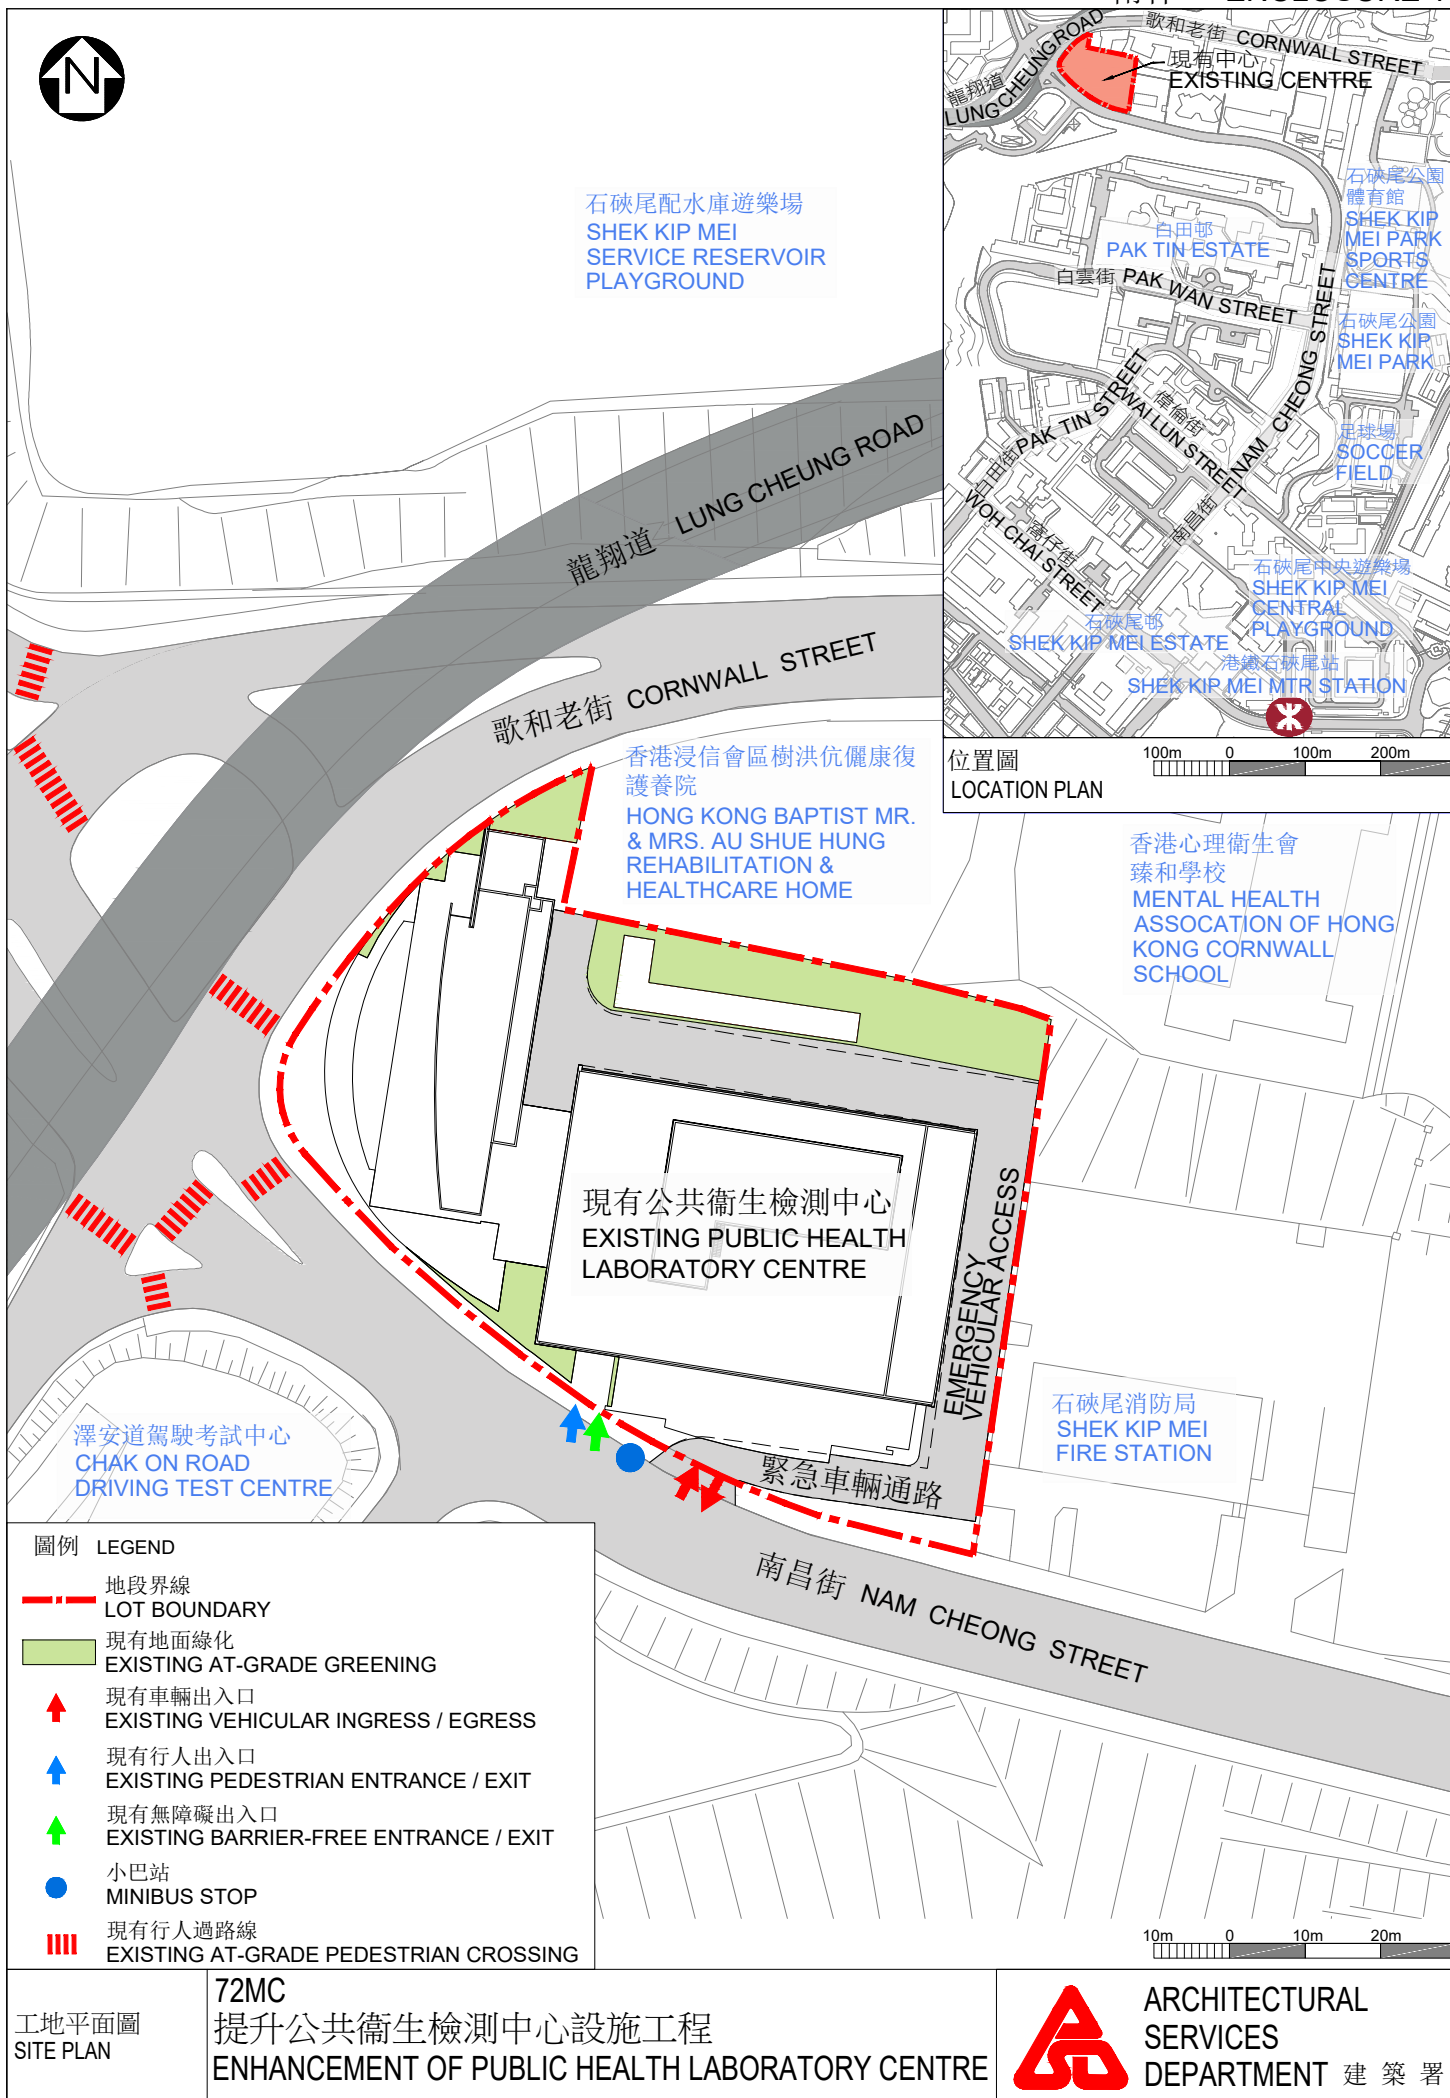 N
石硤尾配水庫遊樂場
SHEK KIP MEI
SERVICE RESERVOIR
PLAYGROUND
龍翔道 LUNG CHEUNG ROAD
歌和老街 CORNWALL STREET
香港浸信會區樹洪伉儷康復
護養院
HONG KONG BAPTIST MR.
& MRS. AU SHUE HUNG
REHABILITATION &
HEALTHCARE HOME
歌和老街 CORNWALL STREET
龍翔道
LUNG CHEUNG ROAD
現有中心
EXISTING CENTRE
石硤尾公園
體育館
SHEK KIP
MEI PARK
SPORTS
CENTRE
白田邨
PAK TIN ESTATE
白雲街 PAK WAN STREET
石硤尾公園
SHEK KIP
MEI PARK
白田街 PAK TIN STREET
偉倫街
WAI LUN STREET
南昌街 NAM CHEONG STREET
足球場
SOCCER
FIELD
窩仔街
WOH CHAI STREET
石硤尾中央遊樂場
SHEK KIP MEI
CENTRAL
PLAYGROUND
石硤尾邨
SHEK KIP MEI ESTATE
港鐵石硤尾站
SHEK KIP MEI MTR STATION
位置圖
LOCATION PLAN
100m 0 100m 200m
香港心理衛生會
臻和學校
MENTAL HEALTH
ASSOCATION OF HONG
KONG CORNWALL
SCHOOL
現有公共衞生檢測中心
EXISTING PUBLIC HEALTH
LABORATORY CENTRE
EMERGENCY
VEHICULAR ACCESS
緊急車輛通路
石硤尾消防局
SHEK KIP MEI
FIRE STATION
澤安道駕駛考試中心
CHAK ON ROAD
DRIVING TEST CENTRE
南昌街 NAM CHEONG STREET
圖例 LEGEND
地段界線
LOT BOUNDARY
現有地面綠化
EXISTING AT-GRADE GREENING
現有車輛出入口
EXISTING VEHICULAR INGRESS / EGRESS
現有行人出入口
EXISTING PEDESTRIAN ENTRANCE / EXIT
現有無障礙出入口
EXISTING BARRIER-FREE ENTRANCE / EXIT
小巴站
MINIBUS STOP
現有行人過路線
EXISTING AT-GRADE PEDESTRIAN CROSSING
10m 0 10m 20m
工地平面圖
SITE PLAN
72MC
提升公共衞生檢測中心設施工程
ENHANCEMENT OF PUBLIC HEALTH LABORATORY CENTRE
ARCHITECTURAL
SERVICES
DEPARTMENT 建築署